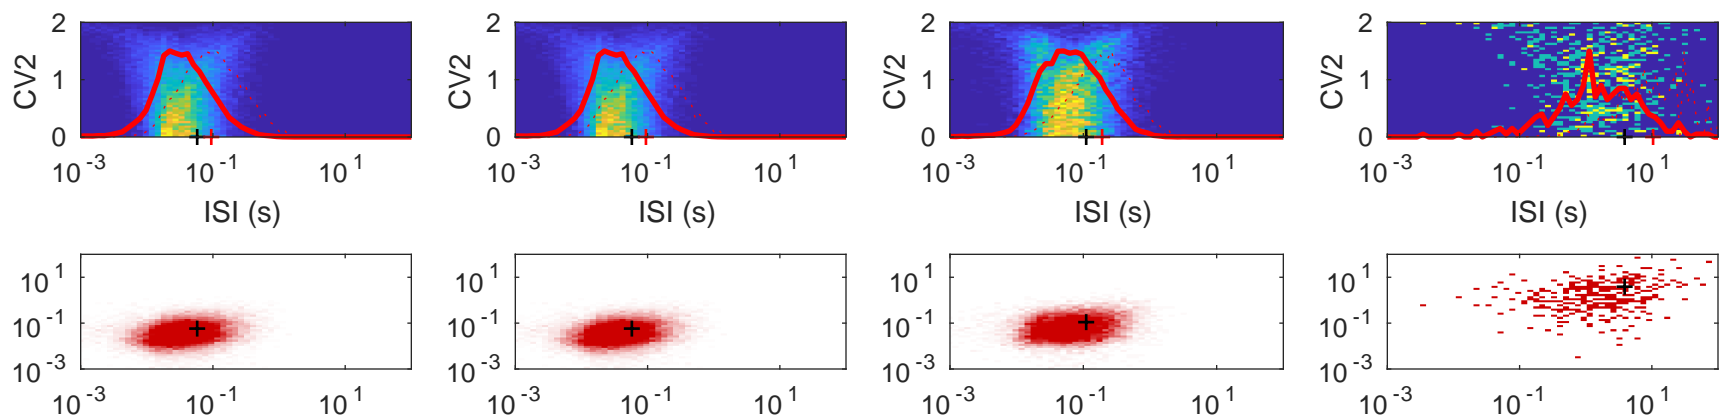 2 2 2 2
CV2 CV2 CV2 CV2
1 1 1 1
0 0 0 0
10^-3 10^-1 10^1 10^-3 10^-1 10^1 10^-3 10^-1 10^1 10^-3 10^-1 10^1
ISI (s) ISI (s) ISI (s) ISI (s)
10^1 10^1 10^1 10^1
10^-1 10^-1 10^-1 10^-1
10^-3 10^-3 10^-3 10^-3
10^-3 10^-1 10^1 10^-3 10^-1 10^1 10^-3 10^-1 10^1 10^-3 10^-1 10^1